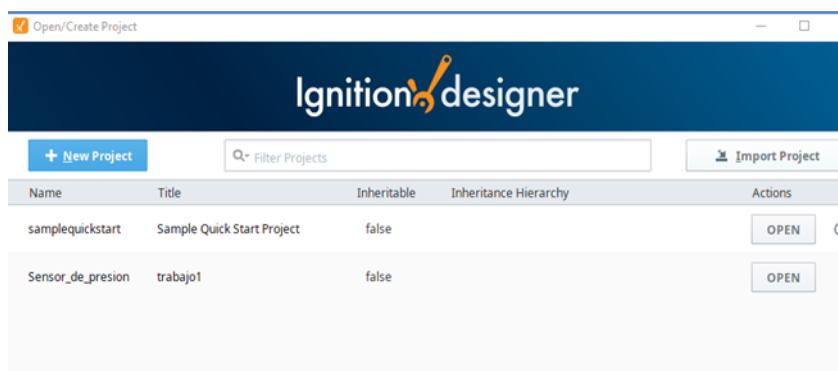 Open/Create Project
Ignition designer
+ New Project Filter Projects Import Project
Name Title Inheritable Inheritance Hierarchy Actions
samplequickstart Sample Quick Start Project false OPEN
Sensor_de_presion trabajo1 false OPEN